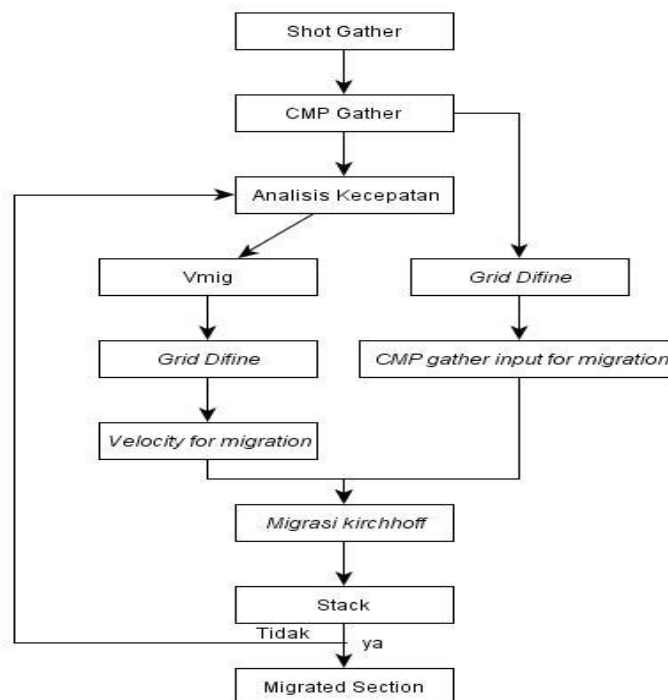 Shot Gather
CMP Gather
Analisis Kecepatan
Vmig
Grid Difine
Grid Difine
CMP gather input for migration
Velocity for migration
Migrasi kirchhoff
Stack
Tidak
ya
Migrated Section